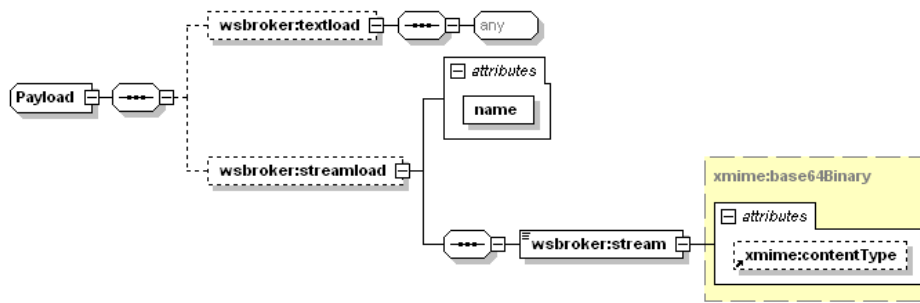 wsbroker:textload
any
attributes
Payload
name
wsbroker:streamload
xmime:base64Binary
attributes
wsbroker:stream
xmime:contentType